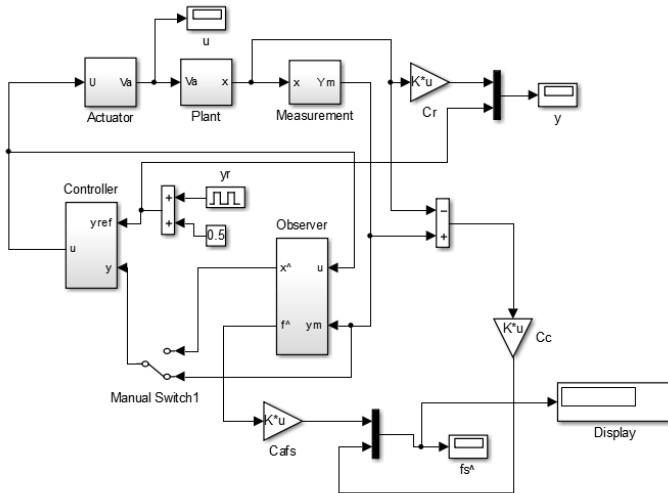 u
U
Va
Va
x
x
Ym
K*u
Actuator
Plant
Measurement
Cr
y
yr
Controller
yref
u
y
+
+
0.5
Observer
x^
u
f^
ym
−
+
K*u
Cc
Manual Switch1
K*u
Cafs
fs^
Display